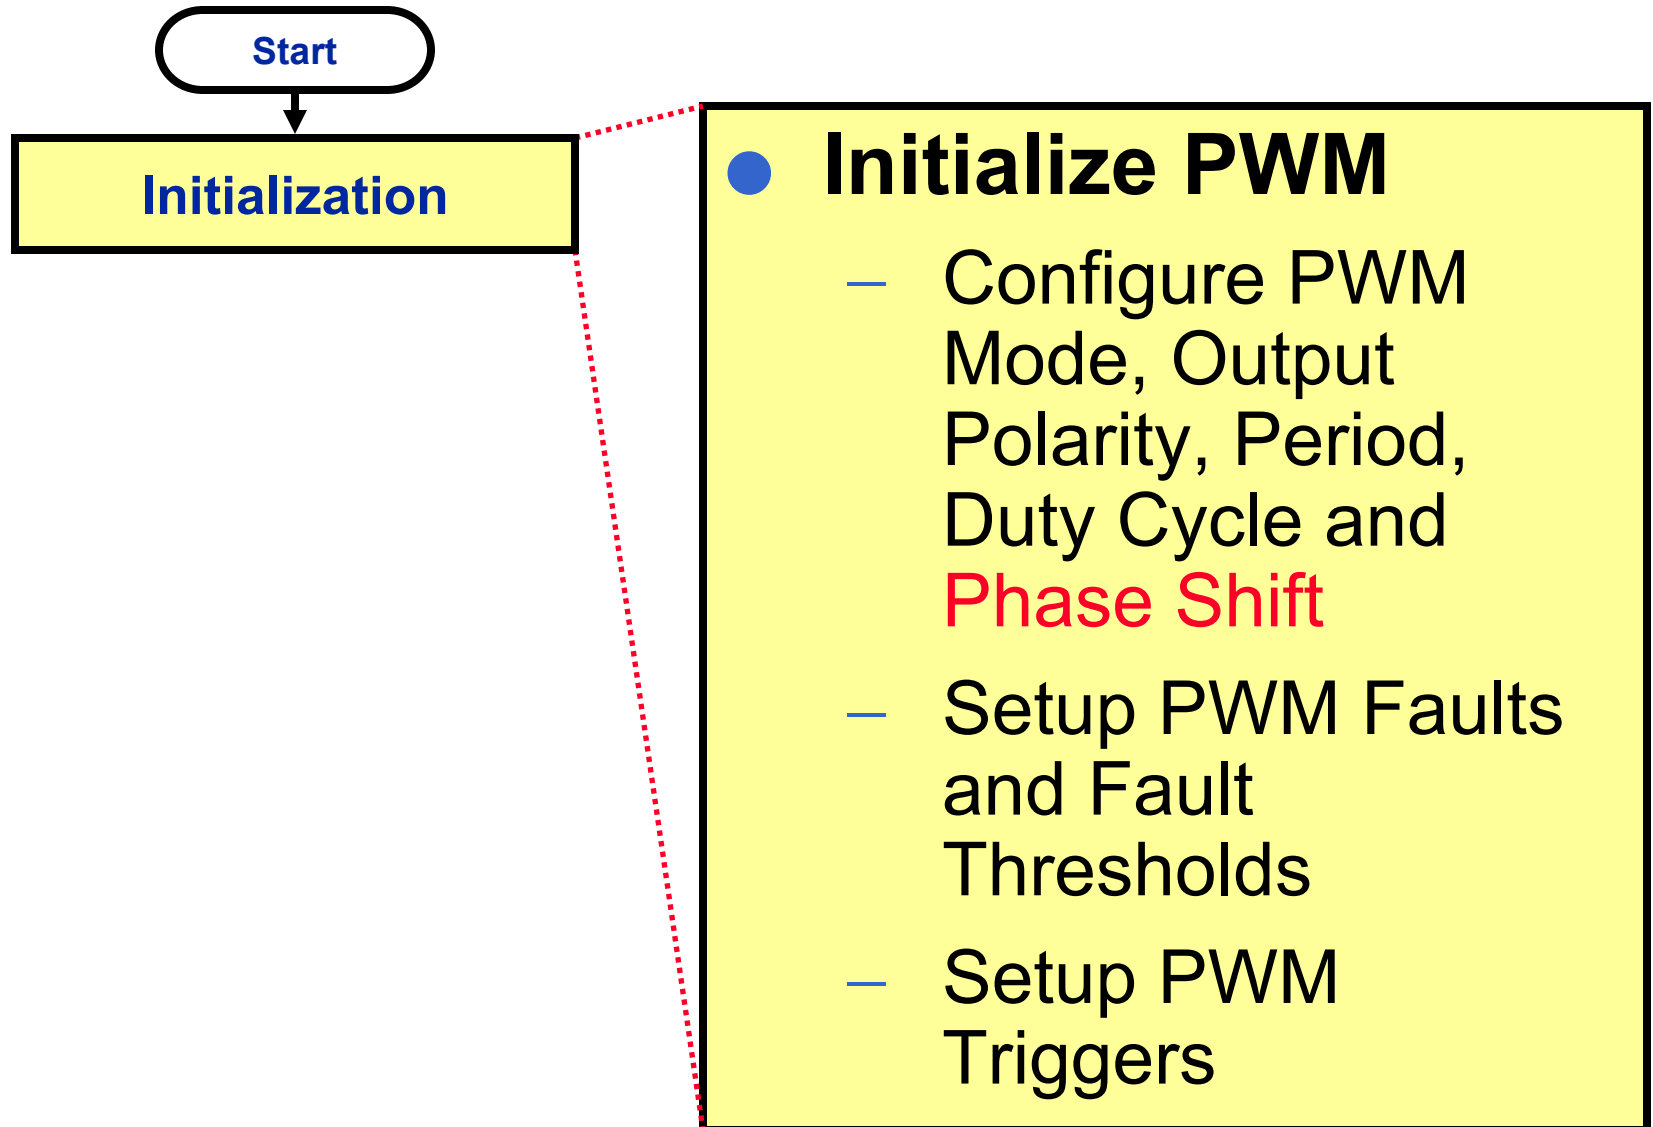 Start
Initialization
● Initialize PWM
– Configure PWM
Mode, Output
Polarity, Period,
Duty Cycle and
Phase Shift
– Setup PWM Faults
and Fault
Thresholds
– Setup PWM
Triggers